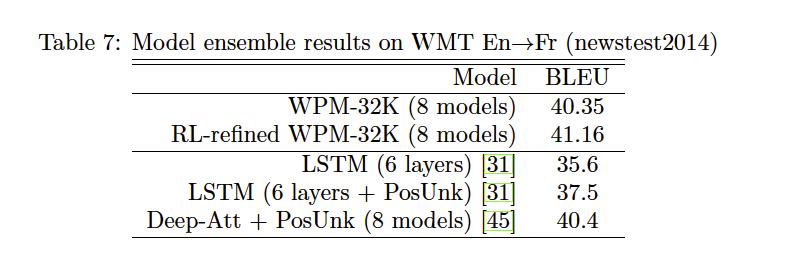 Table 7: Model ensemble results on WMT En→Fr (newstest2014)
Model BLEU
WPM-32K (8 models) 40.35
RL-refined WPM-32K (8 models) 41.16
LSTM (6 layers) [31] 35.6
LSTM (6 layers + PosUnk) [31] 37.5
Deep-Att + PosUnk (8 models) [45] 40.4